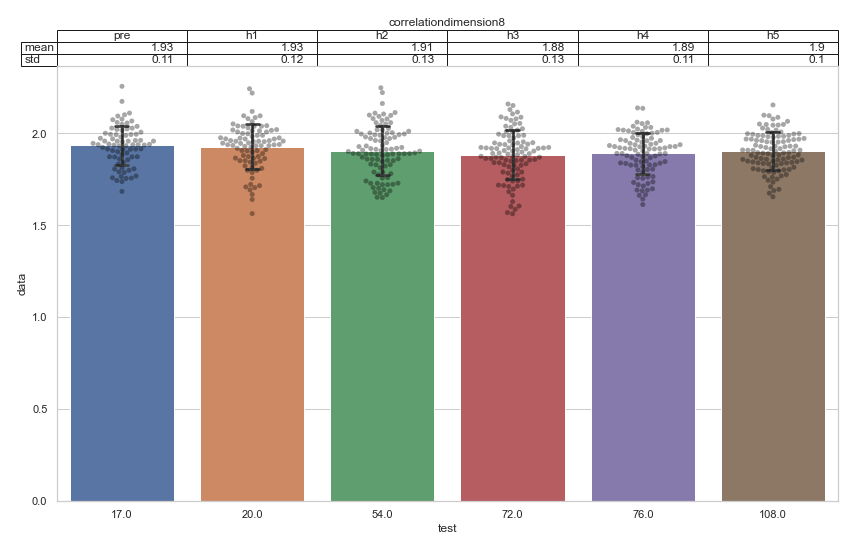 correlationdimension8
pre h1 h2 h3 h4 h5
mean 1.93 1.93 1.91 1.88 1.89 1.9
std 0.11 0.12 0.13 0.13 0.11 0.1
2.0
1.5
1.0
0.5
0.0
data
17.0 20.0 54.0 72.0 76.0 108.0
test